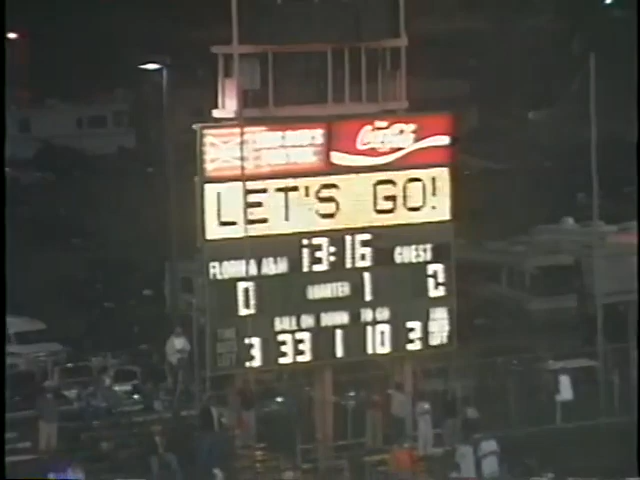 Coca-Cola
LET'S GO!
FLORIDA A&M 13:16 GUEST
0 QUARTER 1 0
BALL ON DOWN TO GO
3 33 1 10 3